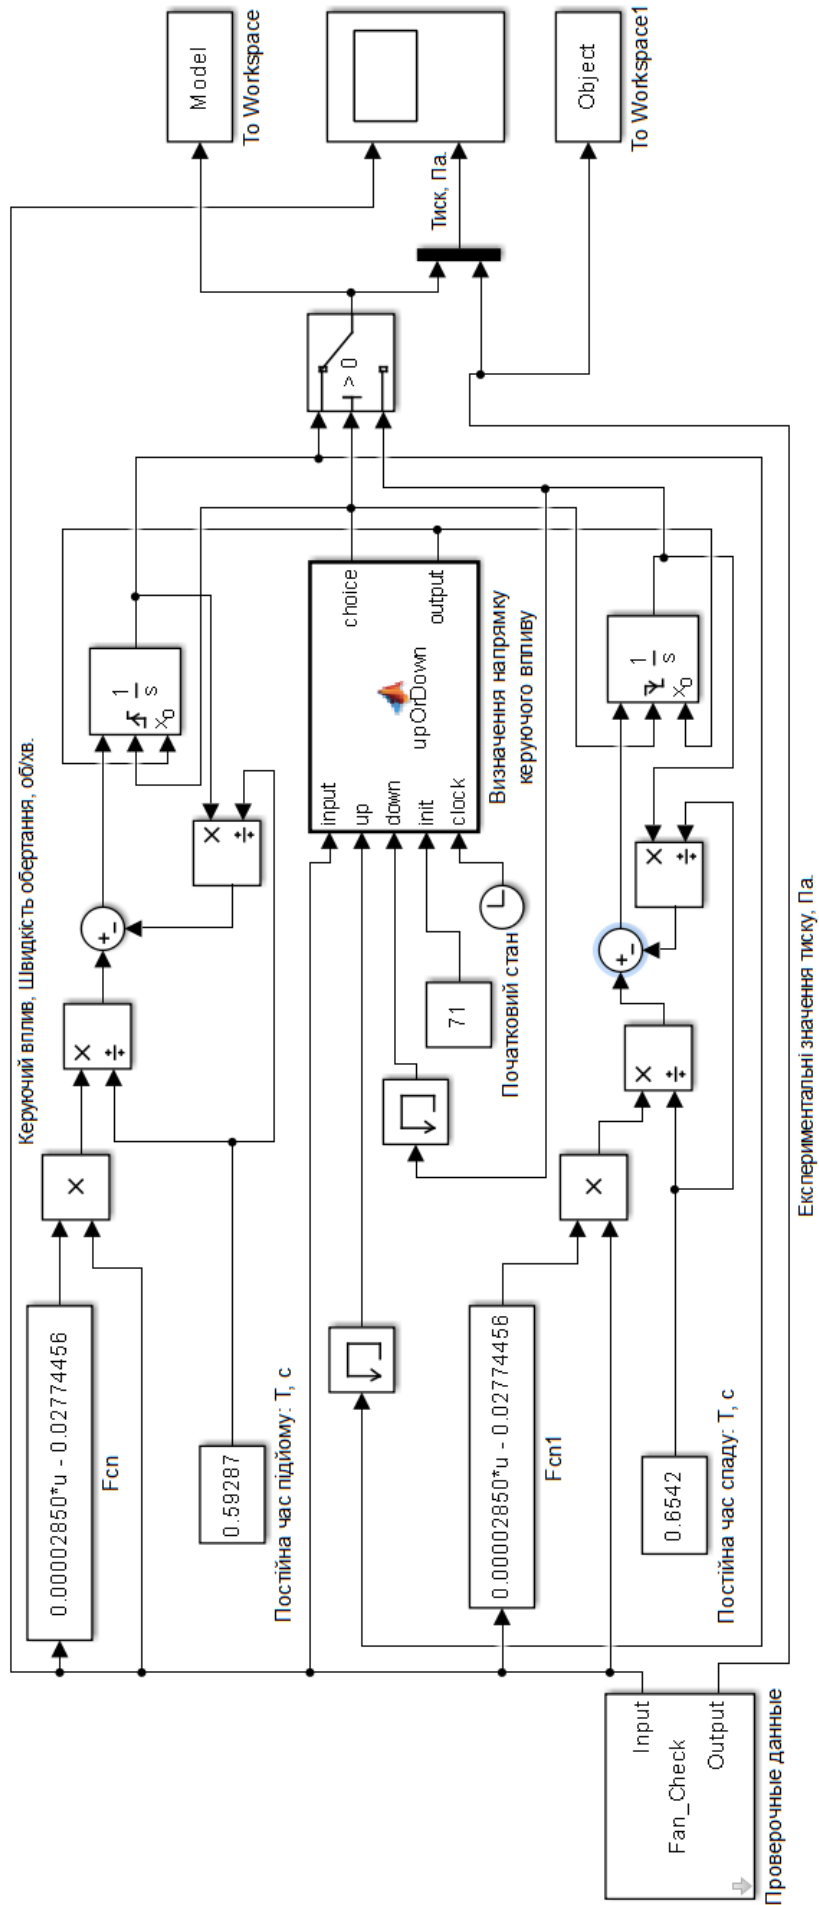 Керуючий вплив, Швидкість обертання, об/хв.
0.00002850*u - 0.02774456
Fcn
×
×
÷
+
−
1
s
x0
×
÷
0.59287
Постійна час підйому: Т, с
Model
To Workspace
input
up
down
init
clock
upOrDown
choice
output
Визначення напрямку
керуючого впливу
> 0
Тиск, Па.
71
Початковий стан
0.00002850*u - 0.02774456
Fcn1
×
×
÷
+
−
1
s
x0
×
÷
0.6542
Постійна час спаду: Т, с
Object
To Workspace1
Input
Fan_Check
Output
Проверочные данные
Експериментальні значення тиску, Па.